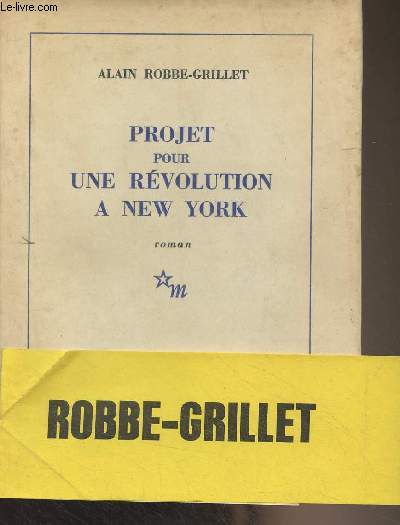 Le-livre.com
ALAIN ROBBE-GRILLET
PROJET
POUR
UNE RÉVOLUTION
A NEW YORK
roman
m
ROBBE-GRILLET